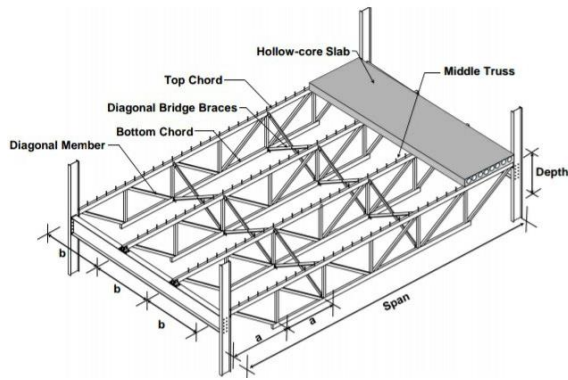 Hollow-core Slab
Top Chord
Middle Truss
Diagonal Bridge Braces
Bottom Chord
Diagonal Member
Depth
b
b
b
a
a
Span